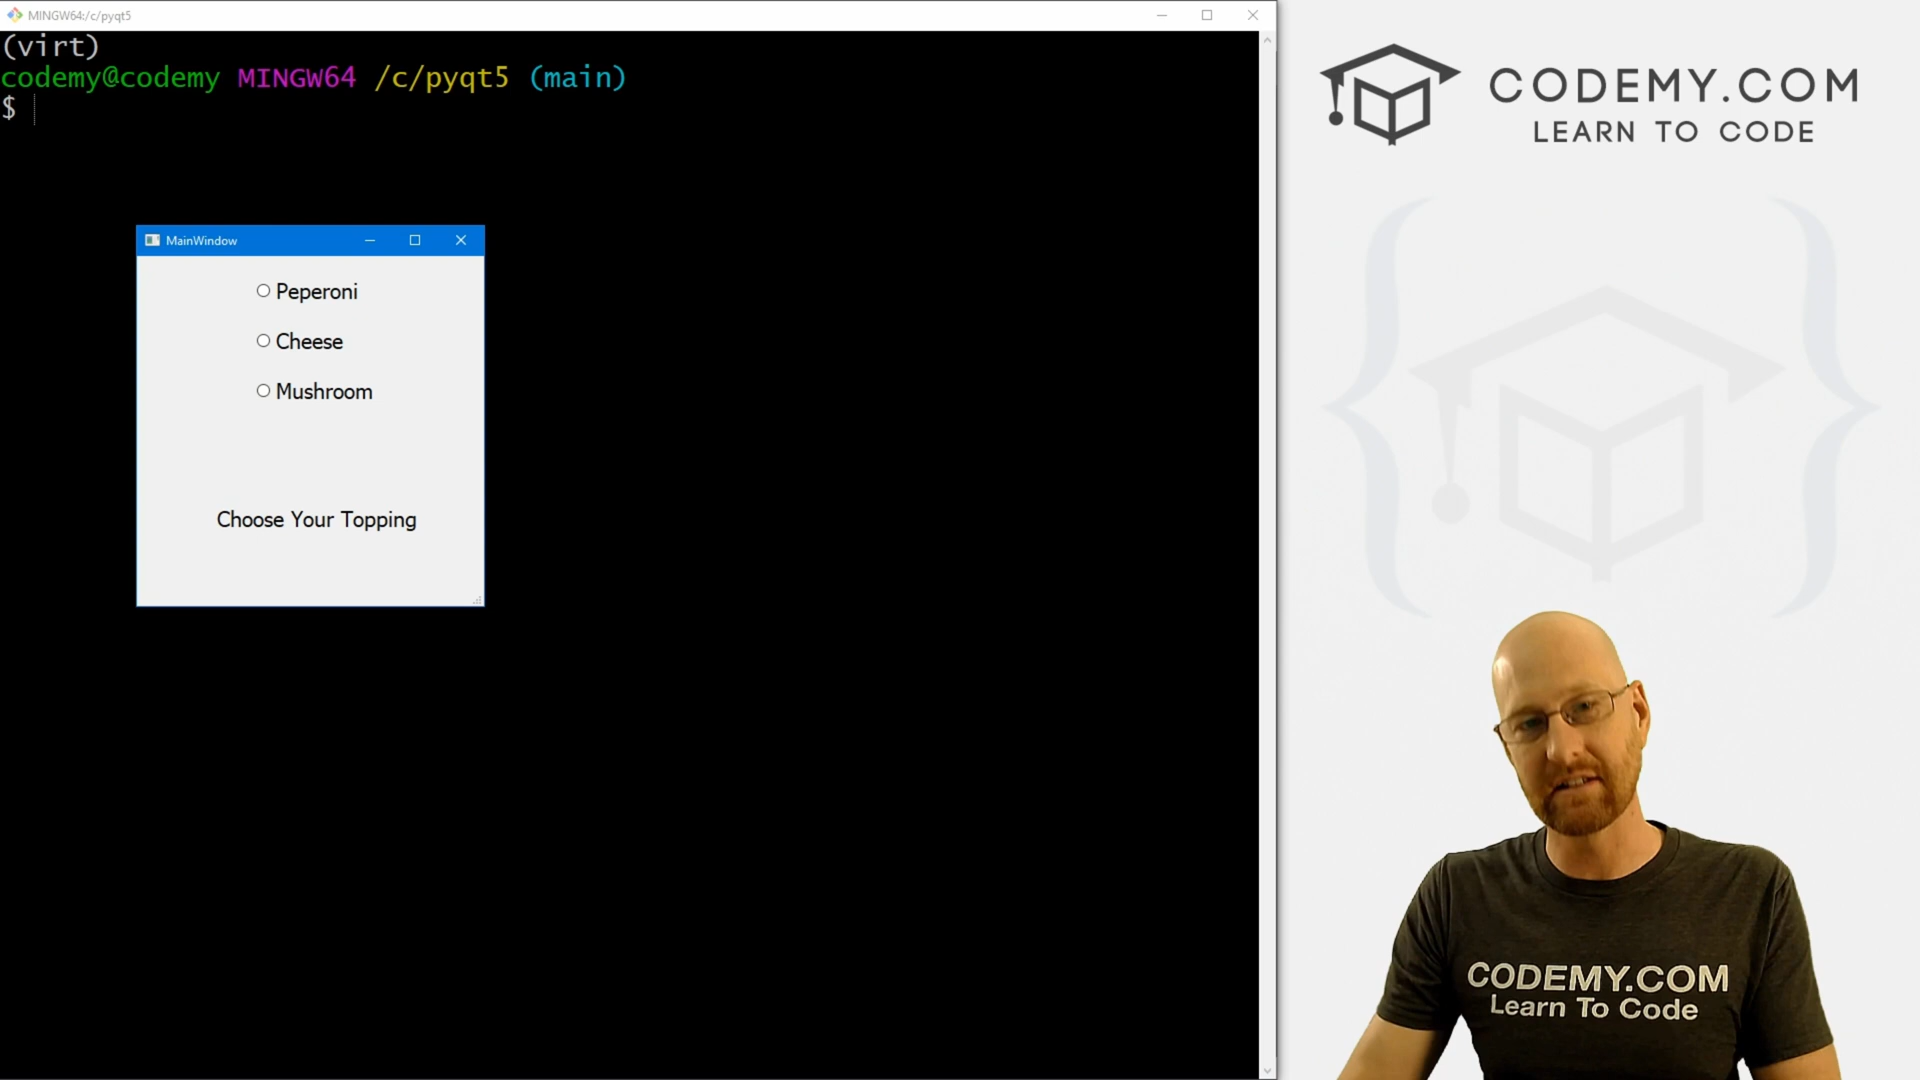 MINGW64:/c/pyqt5
(virt)
codemy@codemy MINGW64 /c/pyqt5 (main)
$
MainWindow
Peperoni
Cheese
Mushroom
Choose Your Topping
CODEMY.COM
LEARN TO CODE
CODEMY.COM
Learn To Code